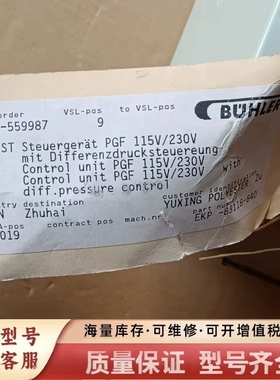 order
VSL-pos
to VSL-pos
-559987
9
BÜHLER
ST Steuergerät PGF 115V/230V
mit Differenzdrucksteuereung
Control unit PGF 115V/230V
Control unit PGF 115V/230V with
diff.pressure control
try destination
customer
N Zhuhai
YUXING POLYESTER
A-pos
contract pos
mach.nr.
part
019
EKP
型号
客服
海量库存·可维修·可开增值税
质量保证 型号齐